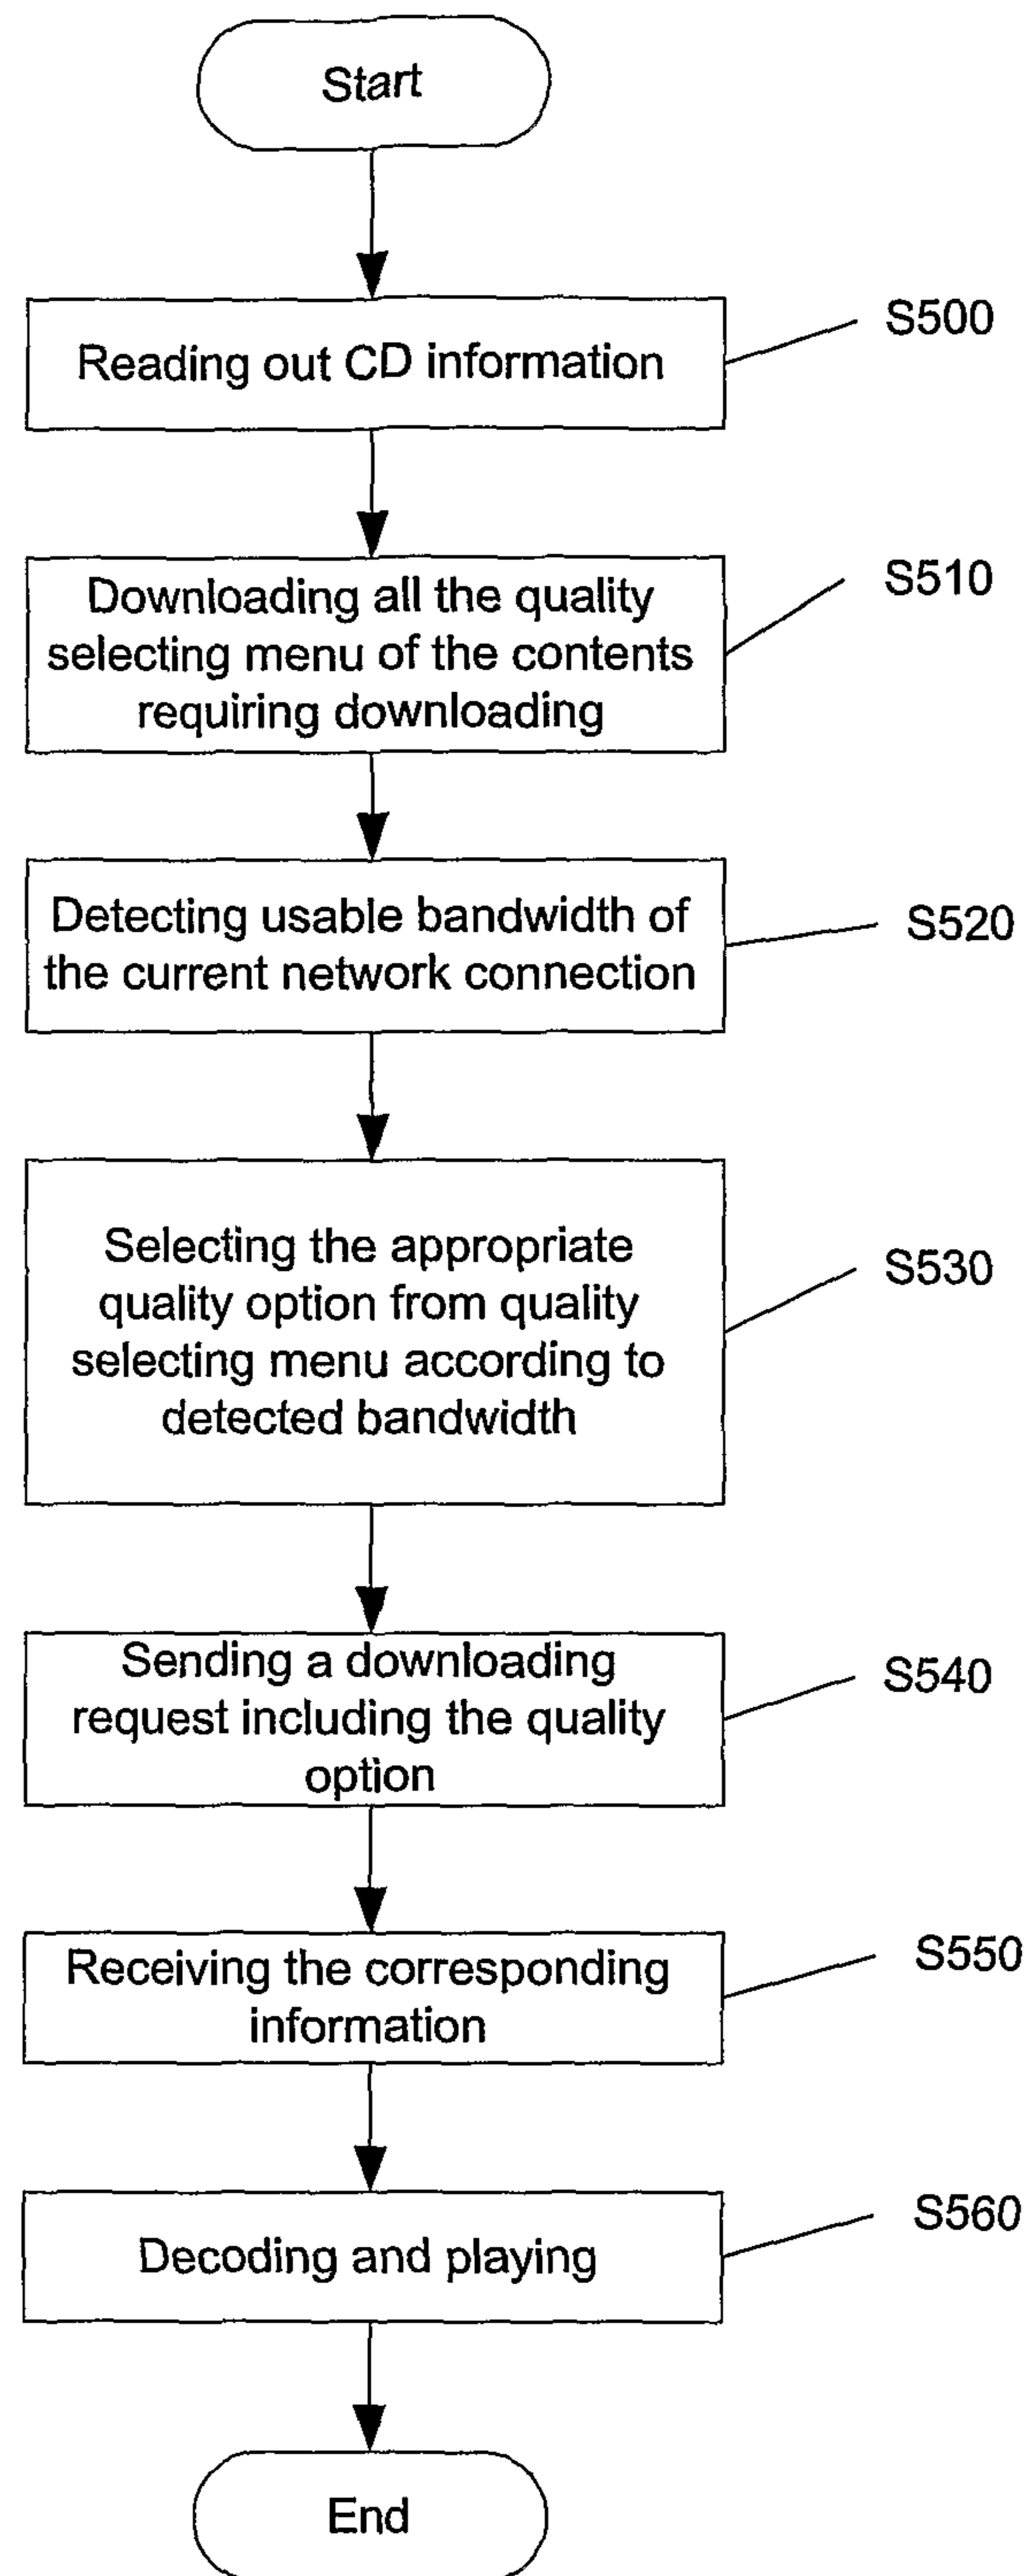 Start
Reading out CD information
S500
Downloading all the quality
selecting menu of the contents
requiring downloading
S510
Detecting usable bandwidth of
the current network connection
S520
Selecting the appropriate
quality option from quality
selecting menu according to
detected bandwidth
S530
Sending a downloading
request including the quality
option
S540
Receiving the corresponding
information
S550
Decoding and playing
S560
End